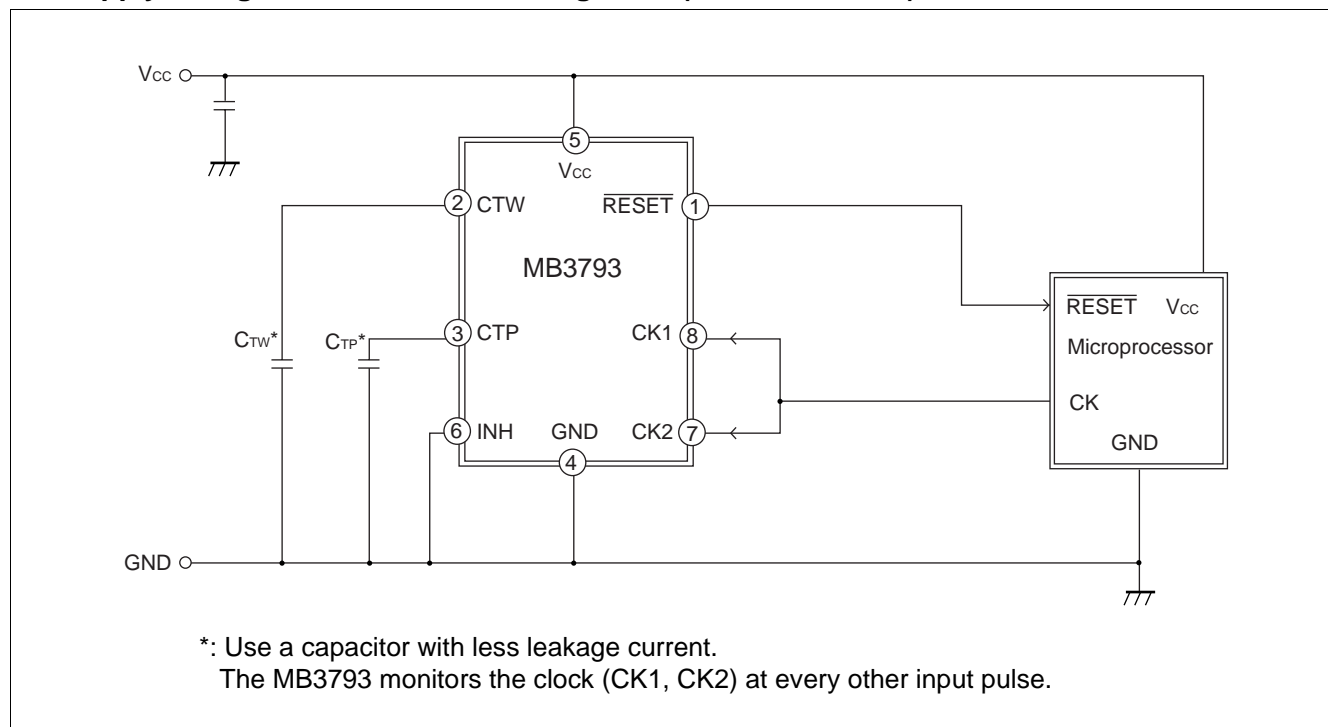 Vcc
5
Vcc
2 CTW
RESET 1
MB3793
RESET Vcc
CTW*
CTP*
3 CTP
CK1 8
Microprocessor
CK
6 INH GND CK2 7
GND
4
GND
*: Use a capacitor with less leakage current.
The MB3793 monitors the clock (CK1, CK2) at every other input pulse.